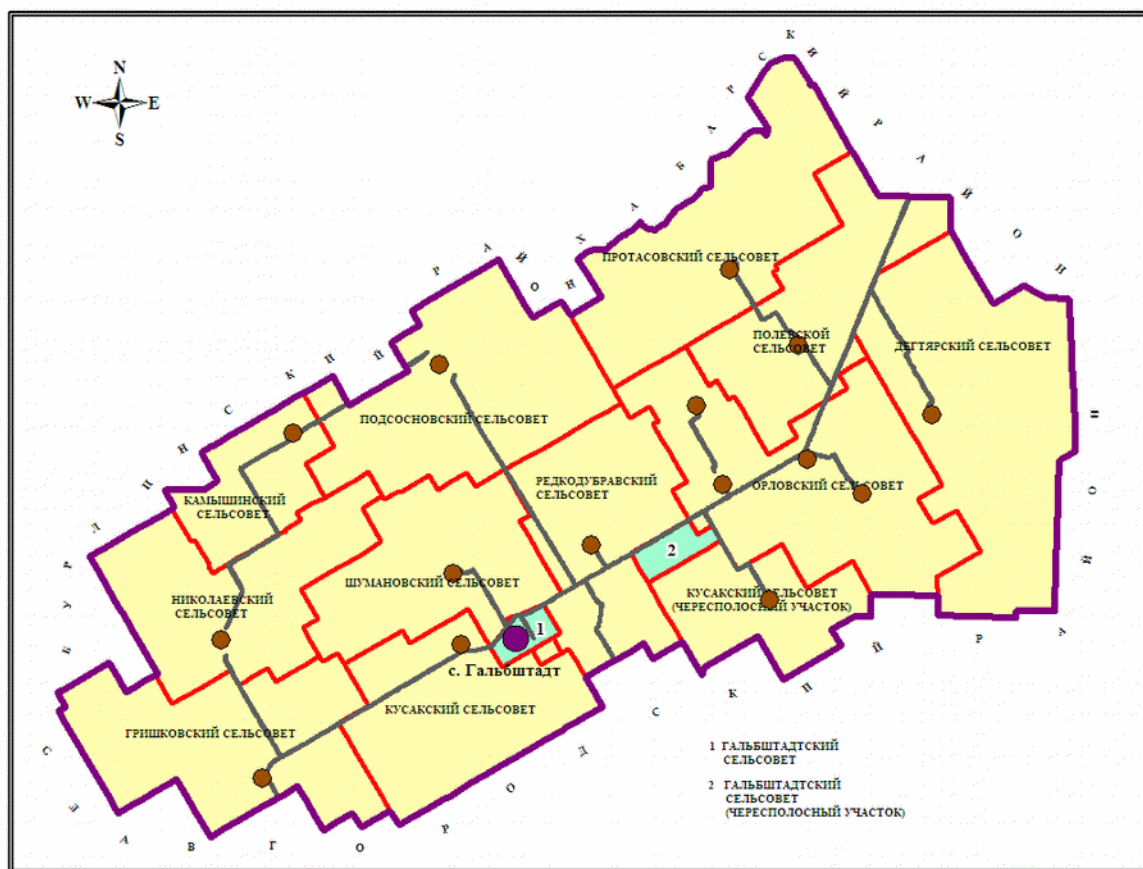 N
W E
S
ХАБАРСКИЙ РАЙОН
БУРЛИНСКИЙ РАЙОН
ПРОТАСОВСКИЙ СЕЛЬСОВЕТ
ПОЛЕВСКОЙ
СЕЛЬСОВЕТ
ДЕГТЯРСКИЙ СЕЛЬСОВЕТ
ПОДСОСНОВСКИЙ СЕЛЬСОВЕТ
РЕДКОДУБРАВСКИЙ
СЕЛЬСОВЕТ
ОРЛОВСКИЙ СЕЛЬСОВЕТ
КАМЫШИНСКИЙ
СЕЛЬСОВЕТ
2
ШУМАНОВСКИЙ СЕЛЬСОВЕТ
КУСАКСКИЙ СЕЛЬСОВЕТ
(ЧЕРЕСПОЛОСНЫЙ УЧАСТОК)
НИКОЛАЕВСКИЙ
СЕЛЬСОВЕТ
1
с. Гальбштадт
КУСАКСКИЙ СЕЛЬСОВЕТ
ГРИШКОВСКИЙ СЕЛЬСОВЕТ
СЛАВГОРОДСКИЙ РАЙОН
1 ГАЛЬБШТАДТСКИЙ
СЕЛЬСОВЕТ
2 ГАЛЬБШТАДТСКИЙ
СЕЛЬСОВЕТ
(ЧЕРЕСПОЛОСНЫЙ УЧАСТОК)